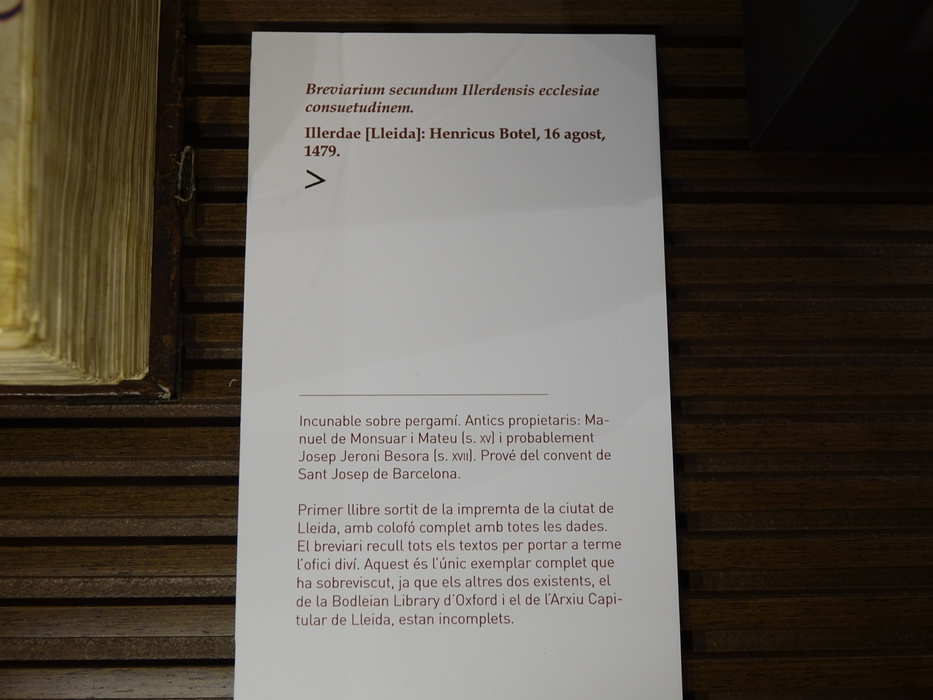 Breviarium secundum Illerdensis ecclesiae
consuetudinem.
Illerdae [Lleida]: Henricus Botel, 16 agost,
1479.
>
Incunable sobre pergamí. Antics propietaris: Ma-
nuel de Monsuar i Mateu (s. XV) i probablement
Josep Jeroni Besora (s. XVII). Prové del convent de
Sant Josep de Barcelona.
Primer llibre sortit de la impremta de la ciutat de
Lleida, amb colofó complet amb totes les dades.
El breviari recull tots els textos per portar a terme
l'ofici diví. Aquest és l'únic exemplar complet que
ha sobreviscut, ja que els altres dos existents, el
de la Bodleian Library d'Oxford i el de l'Arxiu Capi-
tular de Lleida, estan incomplets.